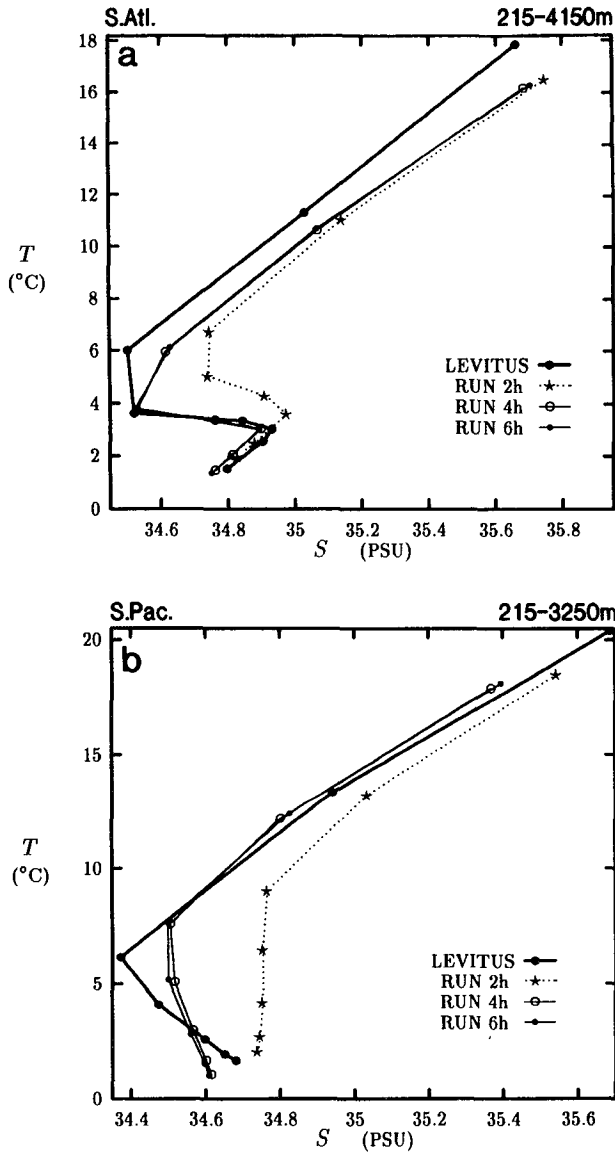 S.Atl. 215-4150m
a
18
16
14
12
10
8
6
4
2
0
T
(°C)
LEVITUS
RUN 2h
RUN 4h
RUN 6h
34.6 34.8 35 35.2 35.4 35.6 35.8
S (PSU)
S.Pac. 215-3250m
b
20
15
10
5
0
T
(°C)
LEVITUS
RUN 2h
RUN 4h
RUN 6h
34.4 34.6 34.8 35 35.2 35.4 35.6
S (PSU)